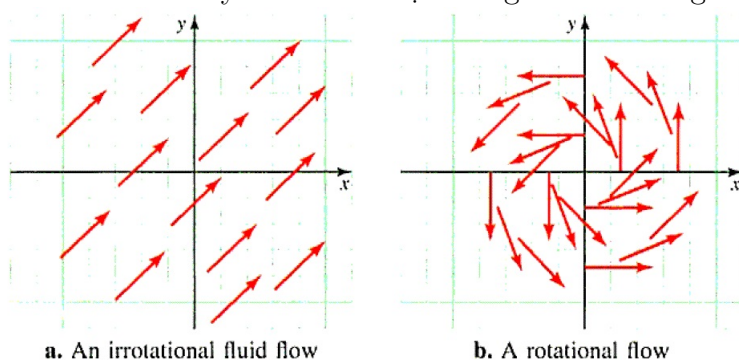 y
x
y
x
a. An irrotational fluid flow
b. A rotational flow